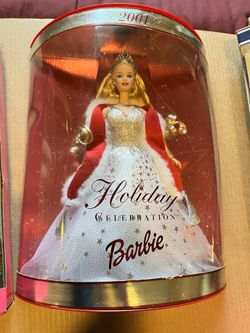 2001
Holiday
CELEBRATION
Barbie